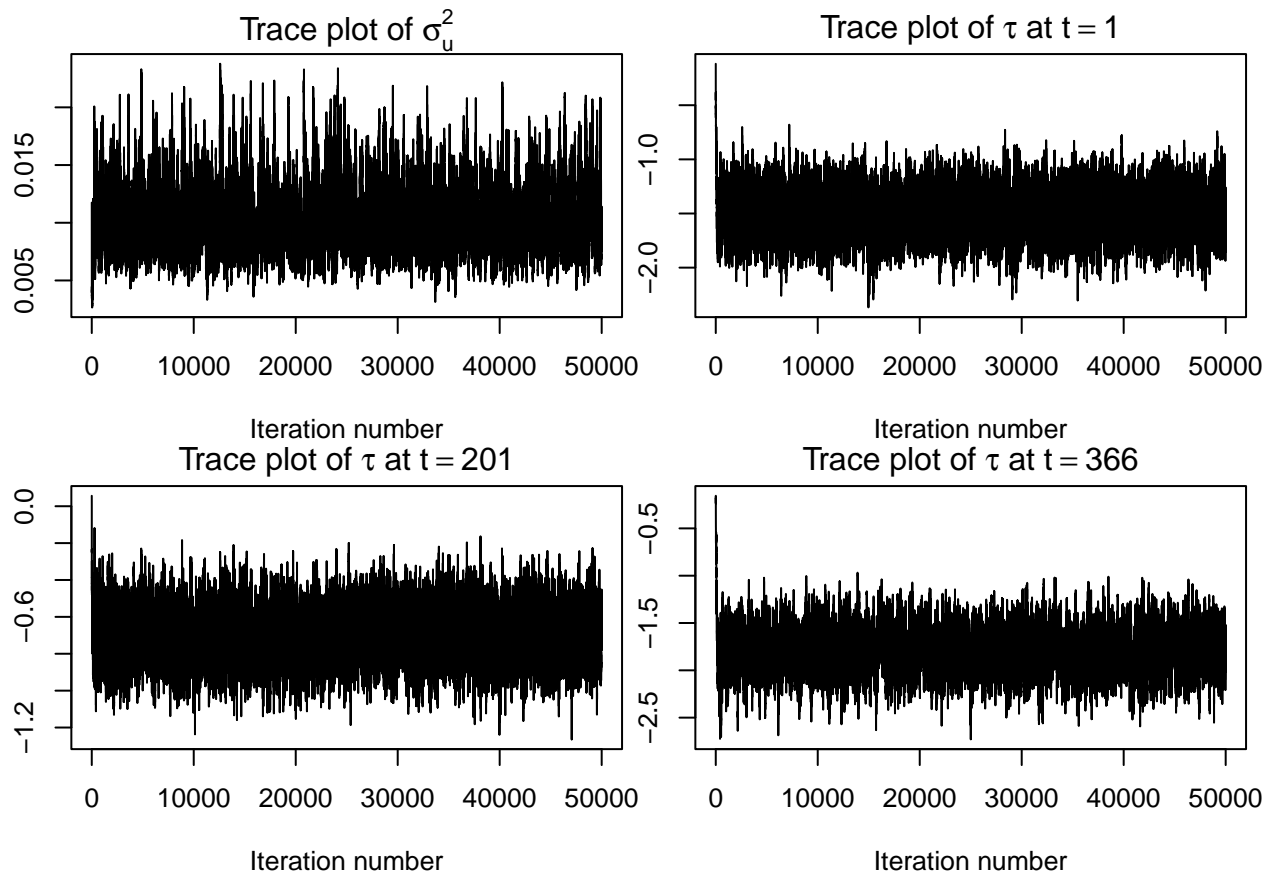 Trace plot of σ²ᵤ
0.005 0.015
0 10000 20000 30000 40000 50000
Iteration number
Trace plot of τ at t = 1
−2.0 −1.0
0 10000 20000 30000 40000 50000
Iteration number
Trace plot of τ at t = 201
−1.2 −0.6 0.0
0 10000 20000 30000 40000 50000
Iteration number
Trace plot of τ at t = 366
−2.5 −1.5 −0.5
0 10000 20000 30000 40000 50000
Iteration number